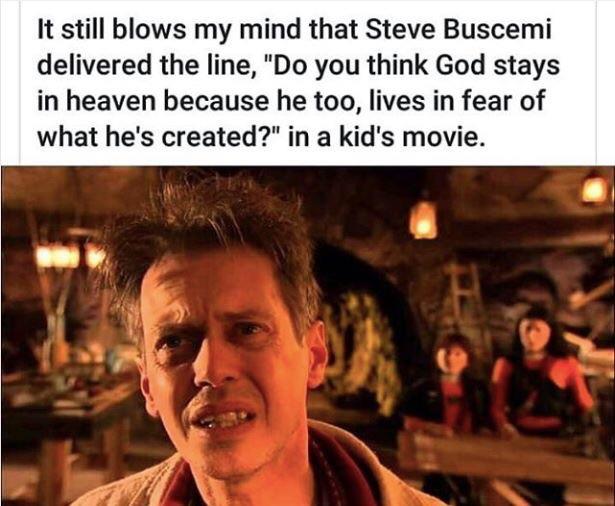 It still blows my mind that Steve Buscemi
delivered the line, "Do you think God stays
in heaven because he too, lives in fear of
what he's created?" in a kid's movie.